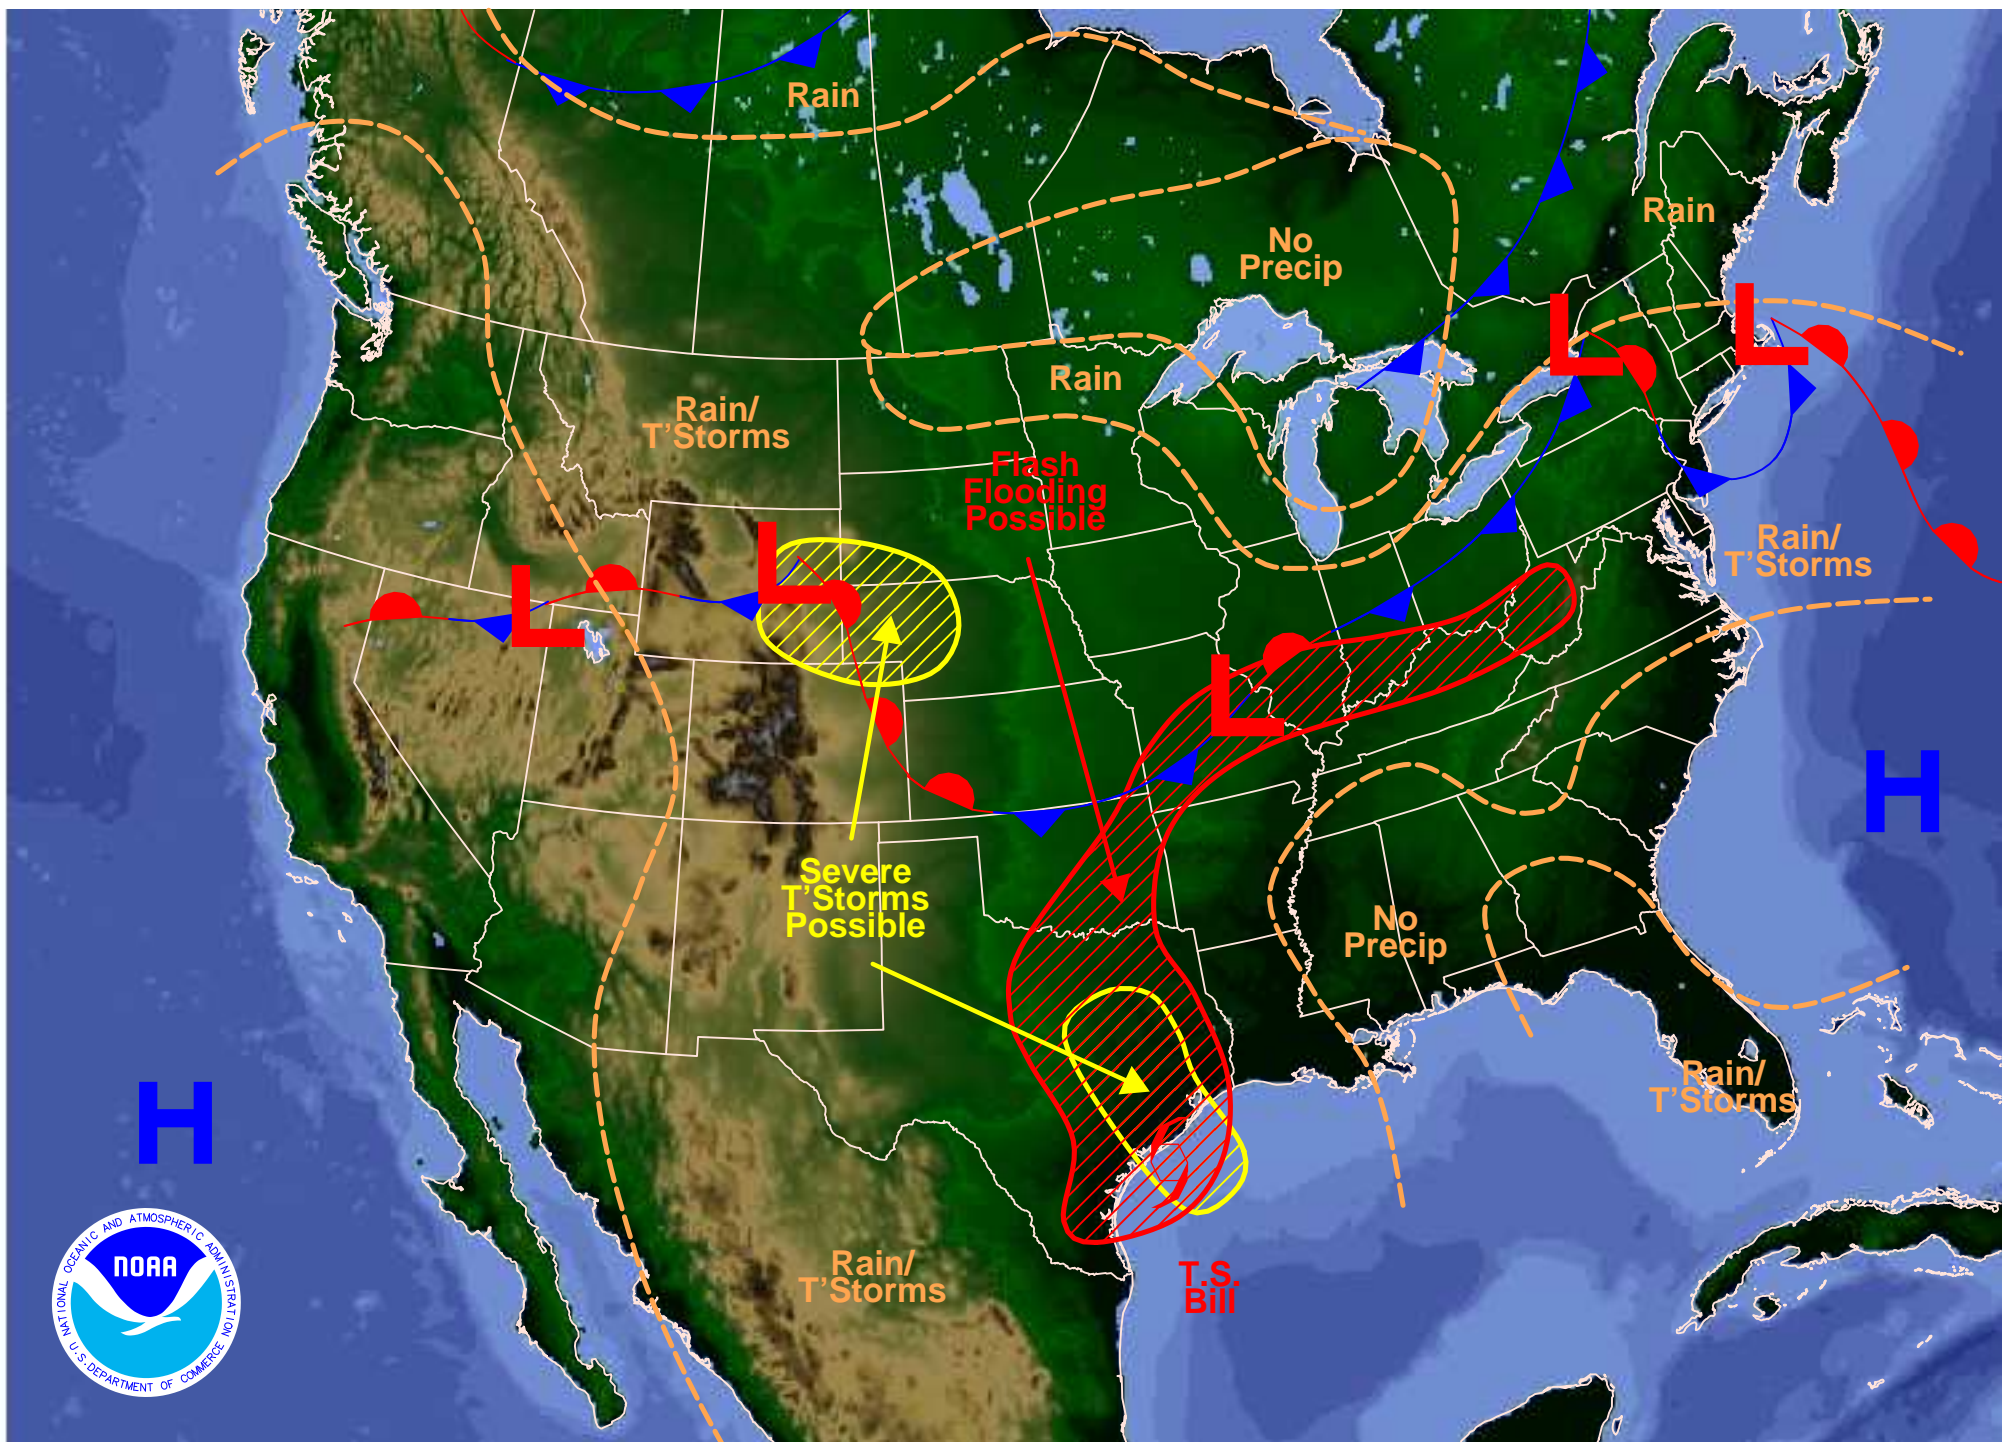 Rain
Rain
No
Precip
Rain
Rain/
T'Storms
Flash
Flooding
Possible
Rain/
T'Storms
L
L
L
L
L
H
Severe
T'Storms
Possible
No
Precip
Rain/
T'Storms
H
Rain/
T'Storms
T.S.
Bill
NATIONAL OCEANIC AND ATMOSPHERIC ADMINISTRATION
NOAA
U.S. DEPARTMENT OF COMMERCE